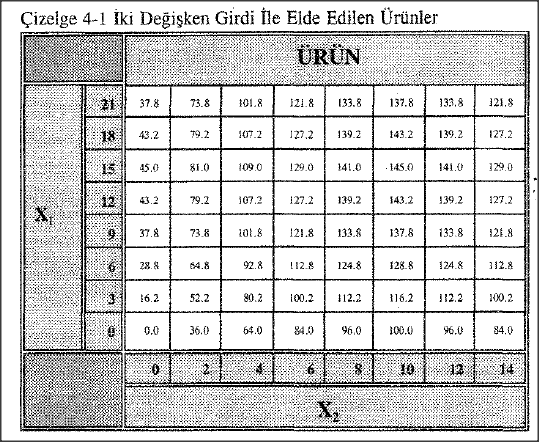 Çizelge 4-1 İki Değişken Girdi İle Elde Edilen Ürünler
ÜRÜN
21 37.8 73.8 101.8 121.8 133.8 137.8 133.8 121.8
18 43.2 79.2 107.2 127.2 139.2 143.2 139.2 127.2
15 45.0 81.0 109.0 129.0 141.0 145.0 141.0 129.0
12 43.2 79.2 107.2 127.2 139.2 143.2 139.2 127.2
X₁
9 37.8 73.8 101.8 121.8 133.8 137.8 133.8 121.8
6 28.8 64.8 92.8 112.8 124.8 128.8 124.8 112.8
3 16.2 52.2 80.2 100.2 112.2 116.2 112.2 100.2
0 0.0 36.0 64.0 84.0 96.0 100.0 96.0 84.0
0 2 4 6 8 10 12 14
X₂